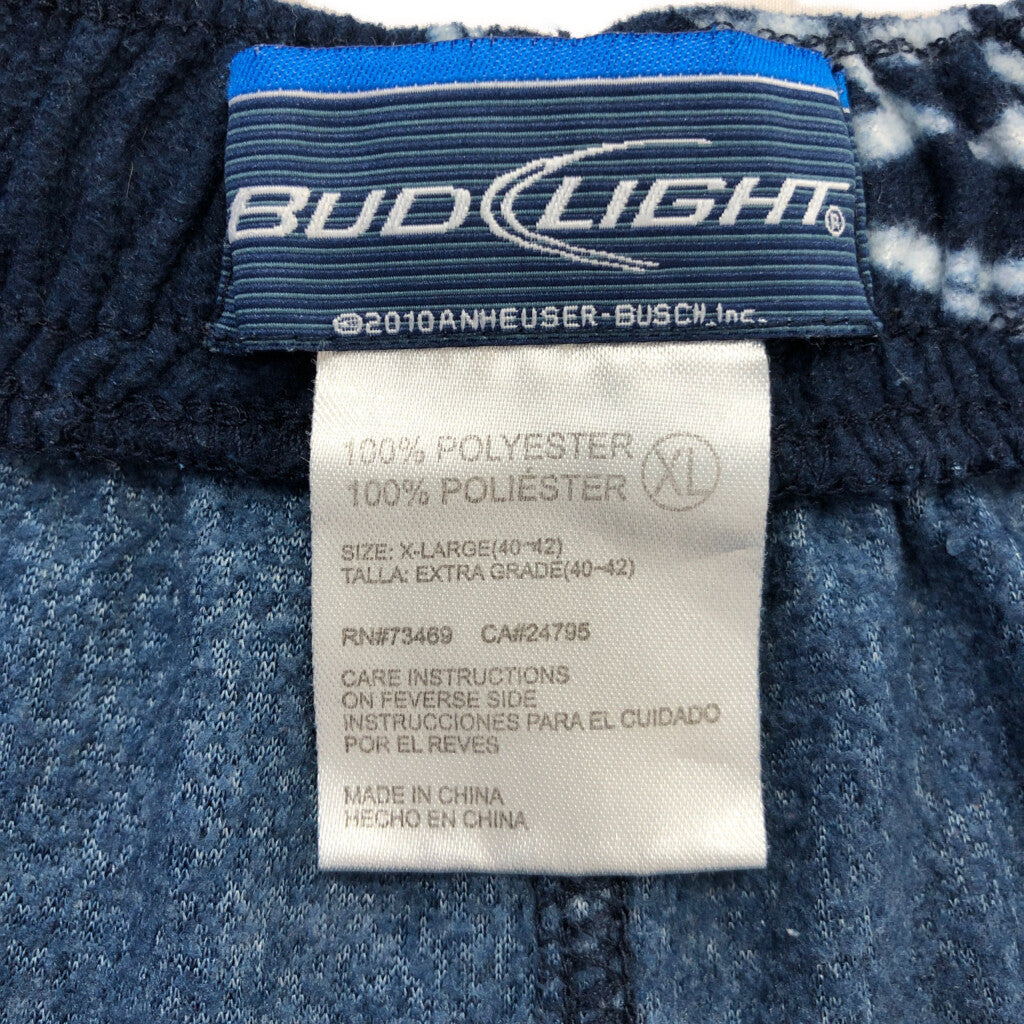 BUD LIGHT®
©2010 ANHEUSER-BUSCH, Inc.
100% POLYESTER
100% POLIÉSTER
XL
SIZE: X-LARGE(40~42)
TALLA: EXTRA GRADE(40~42)
RN#73469 CA#24795
CARE INSTRUCTIONS
ON FEVERSE SIDE
INSTRUCCIONES PARA EL CUIDADO
POR EL REVES
MADE IN CHINA
HECHO EN CHINA